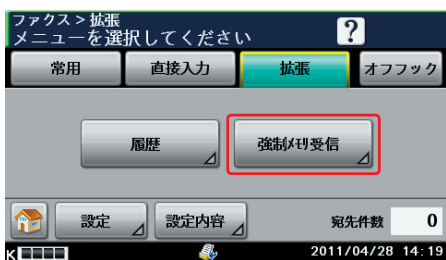 ファクス>拡張
メニューを選択してください ?
常用 直接入力 拡張 オフフック
履歴 強制ﾒﾓﾘ受信
設定 設定内容 宛先件数 0
K 2011/04/28 14:19